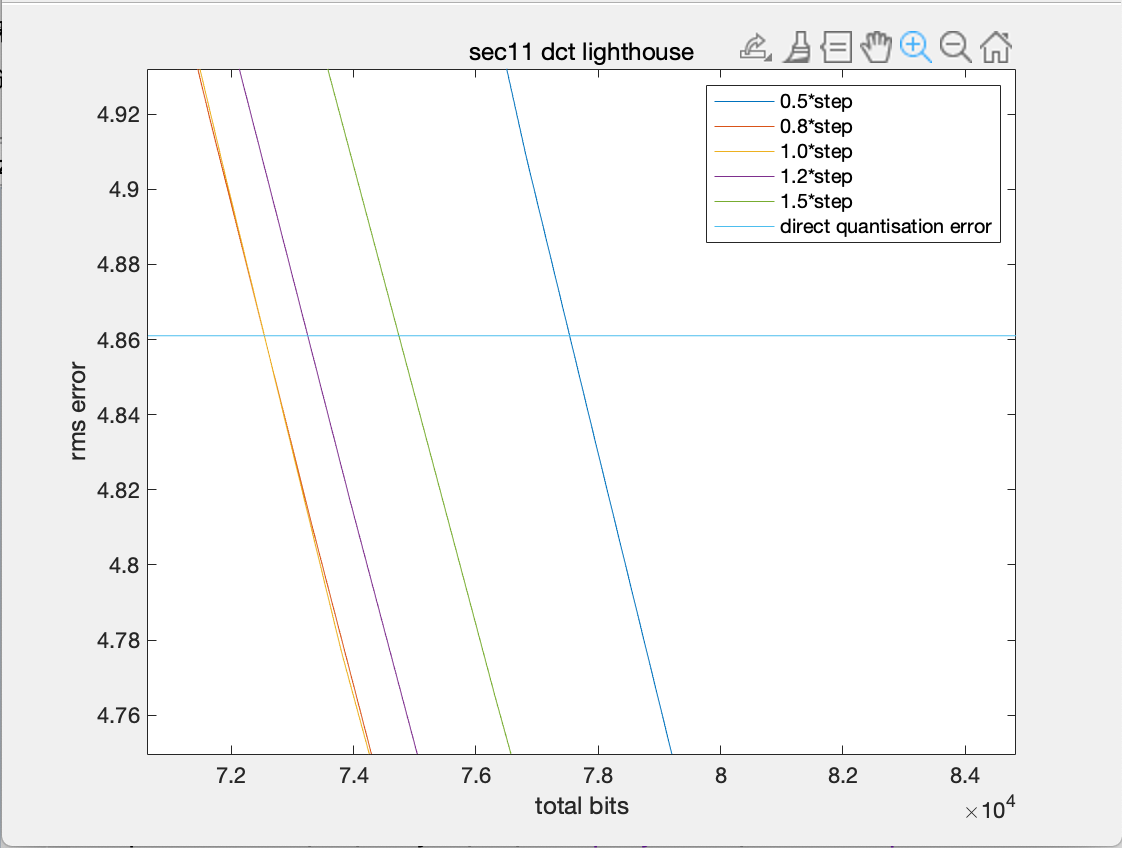 sec11 dct lighthouse
0.5*step
0.8*step
1.0*step
1.2*step
1.5*step
direct quantisation error
4.92
4.9
4.88
4.86
4.84
4.82
4.8
4.78
4.76
rms error
7.2 7.4 7.6 7.8 8 8.2 8.4
total bits
×10^4